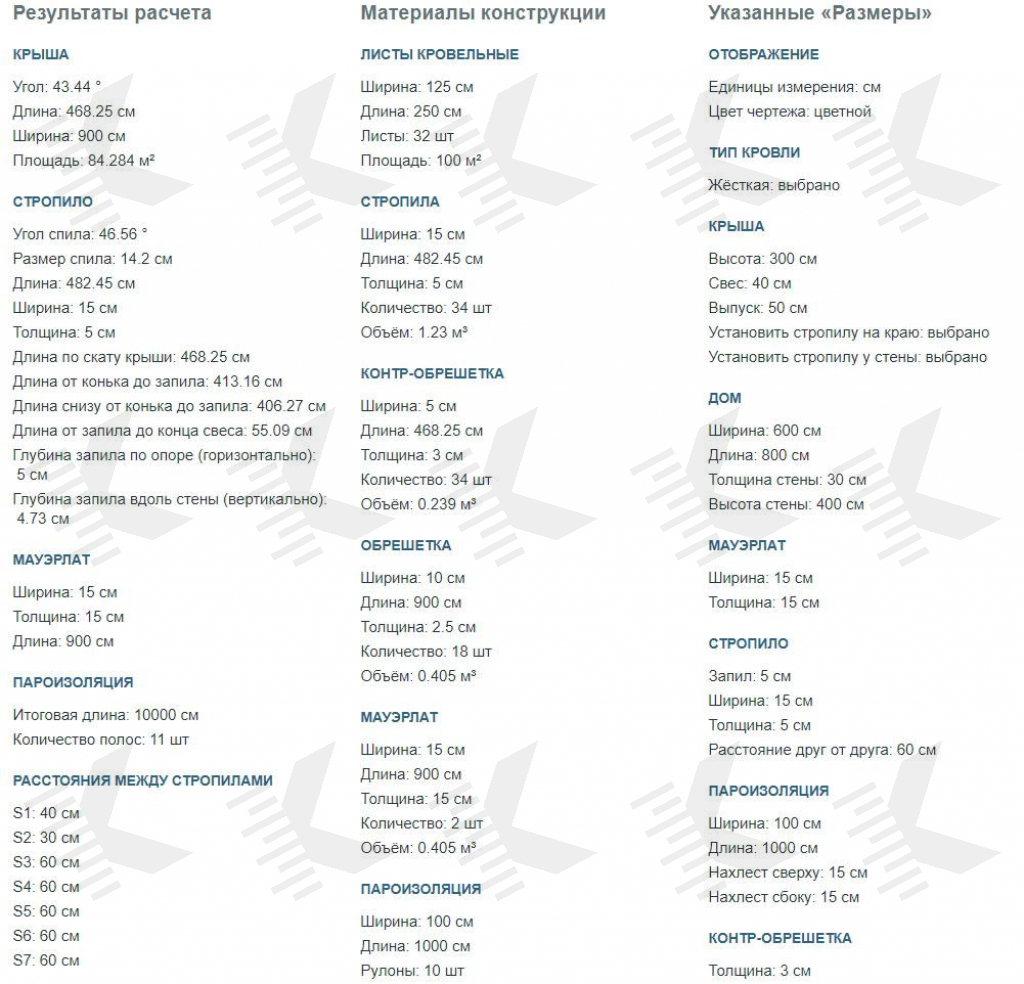 Результаты расчета
КРЫША
Угол: 43.44 °
Длина: 468.25 см
Ширина: 900 см
Площадь: 84.284 м²
СТРОПИЛО
Угол спила: 46.56 °
Размер спила: 14.2 см
Длина: 482.45 см
Ширина: 15 см
Толщина: 5 см
Длина по скату крыши: 468.25 см
Длина от конька до запила: 413.16 см
Длина снизу от конька до запила: 406.27 см
Длина от запила до конца свеса: 55.09 см
Глубина запила по опоре (горизонтально):
5 см
Глубина запила вдоль стены (вертикально):
4.73 см
МАУЭРЛАТ
Ширина: 15 см
Толщина: 15 см
Длина: 900 см
ПАРОИЗОЛЯЦИЯ
Итоговая длина: 10000 см
Количество полос: 11 шт
РАССТОЯНИЯ МЕЖДУ СТРОПИЛАМИ
S1: 40 см
S2: 30 см
S3: 60 см
S4: 60 см
S5: 60 см
S6: 60 см
S7: 60 см
Материалы конструкции
ЛИСТЫ КРОВЕЛЬНЫЕ
Ширина: 125 см
Длина: 250 см
Листы: 32 шт
Площадь: 100 м²
СТРОПИЛА
Ширина: 15 см
Длина: 482.45 см
Толщина: 5 см
Количество: 34 шт
Объём: 1.23 м³
КОНТР-ОБРЕШЕТКА
Ширина: 5 см
Длина: 468.25 см
Толщина: 3 см
Количество: 34 шт
Объём: 0.239 м³
ОБРЕШЕТКА
Ширина: 10 см
Длина: 900 см
Толщина: 2.5 см
Количество: 18 шт
Объём: 0.405 м³
МАУЭРЛАТ
Ширина: 15 см
Длина: 900 см
Толщина: 15 см
Количество: 2 шт
Объём: 0.405 м³
ПАРОИЗОЛЯЦИЯ
Ширина: 100 см
Длина: 1000 см
Рулоны: 10 шт
Указанные «Размеры»
ОТОБРАЖЕНИЕ
Единицы измерения: см
Цвет чертежа: цветной
ТИП КРОВЛИ
Жёсткая: выбрано
КРЫША
Высота: 300 см
Свес: 40 см
Выпуск: 50 см
Установить стропилу на краю: выбрано
Установить стропилу у стены: выбрано
ДОМ
Ширина: 600 см
Длина: 800 см
Толщина стены: 30 см
Высота стены: 400 см
МАУЭРЛАТ
Ширина: 15 см
Толщина: 15 см
СТРОПИЛО
Запил: 5 см
Ширина: 15 см
Толщина: 5 см
Расстояние друг от друга: 60 см
ПАРОИЗОЛЯЦИЯ
Ширина: 100 см
Длина: 1000 см
Нахлест сверху: 15 см
Нахлест сбоку: 15 см
КОНТР-ОБРЕШЕТКА
Толщина: 3 см